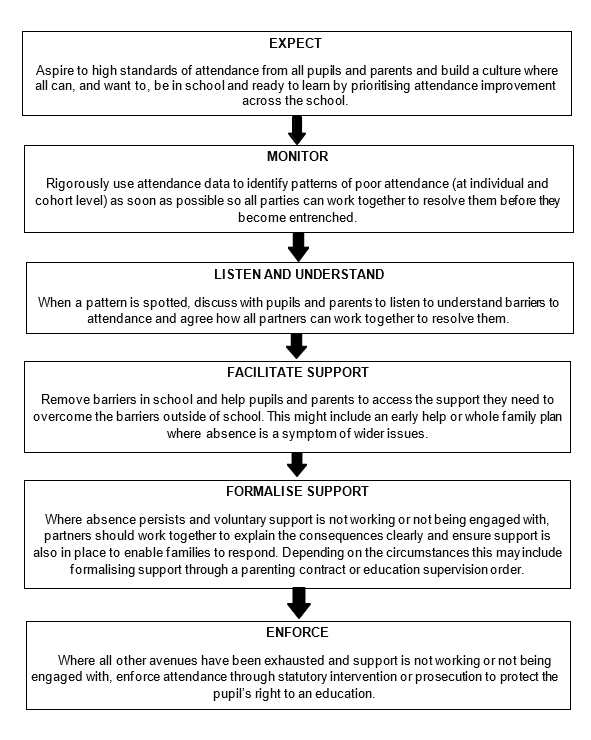 EXPECT
Aspire to high standards of attendance from all pupils and parents and build a culture where
all can, and want to, be in school and ready to learn by prioritising attendance improvement
across the school.
MONITOR
Rigorously use attendance data to identify patterns of poor attendance (at individual and
cohort level) as soon as possible so all parties can work together to resolve them before they
become entrenched.
LISTEN AND UNDERSTAND
When a pattern is spotted, discuss with pupils and parents to listen to understand barriers to
attendance and agree how all partners can work together to resolve them.
FACILITATE SUPPORT
Remove barriers in school and help pupils and parents to access the support they need to
overcome the barriers outside of school. This might include an early help or whole family plan
where absence is a symptom of wider issues.
FORMALISE SUPPORT
Where absence persists and voluntary support is not working or not being engaged with,
partners should work together to explain the consequences clearly and ensure support is
also in place to enable families to respond. Depending on the circumstances this may include
formalising support through a parenting contract or education supervision order.
ENFORCE
Where all other avenues have been exhausted and support is not working or not being
engaged with, enforce attendance through statutory intervention or prosecution to protect the
pupil's right to an education.